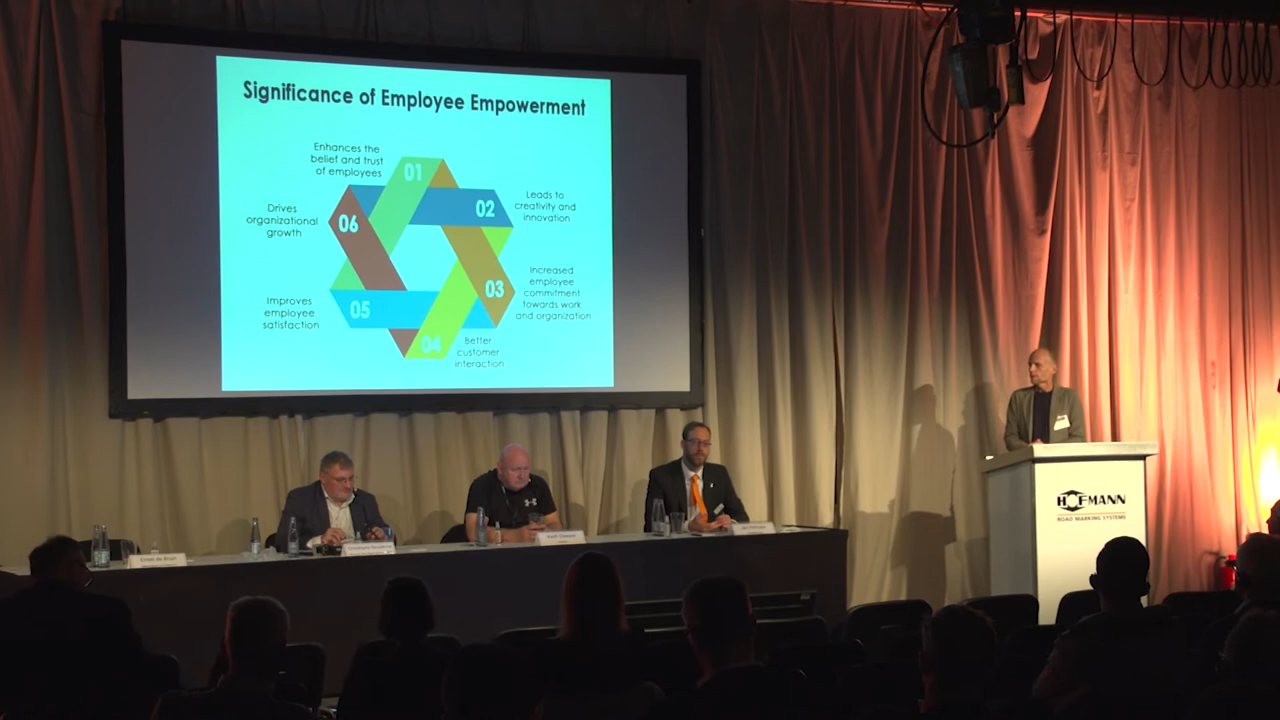 Significance of Employee Empowerment
Enhances the
belief and trust
of employees
01
Leads to
creativity and
innovation
02
Increased
employee
commitment
towards work
and organization
03
Better
customer
interaction
04
Improves
employee
satisfaction
05
Drives
organizational
growth
06
HOFMANN
ROAD MARKING SYSTEMS